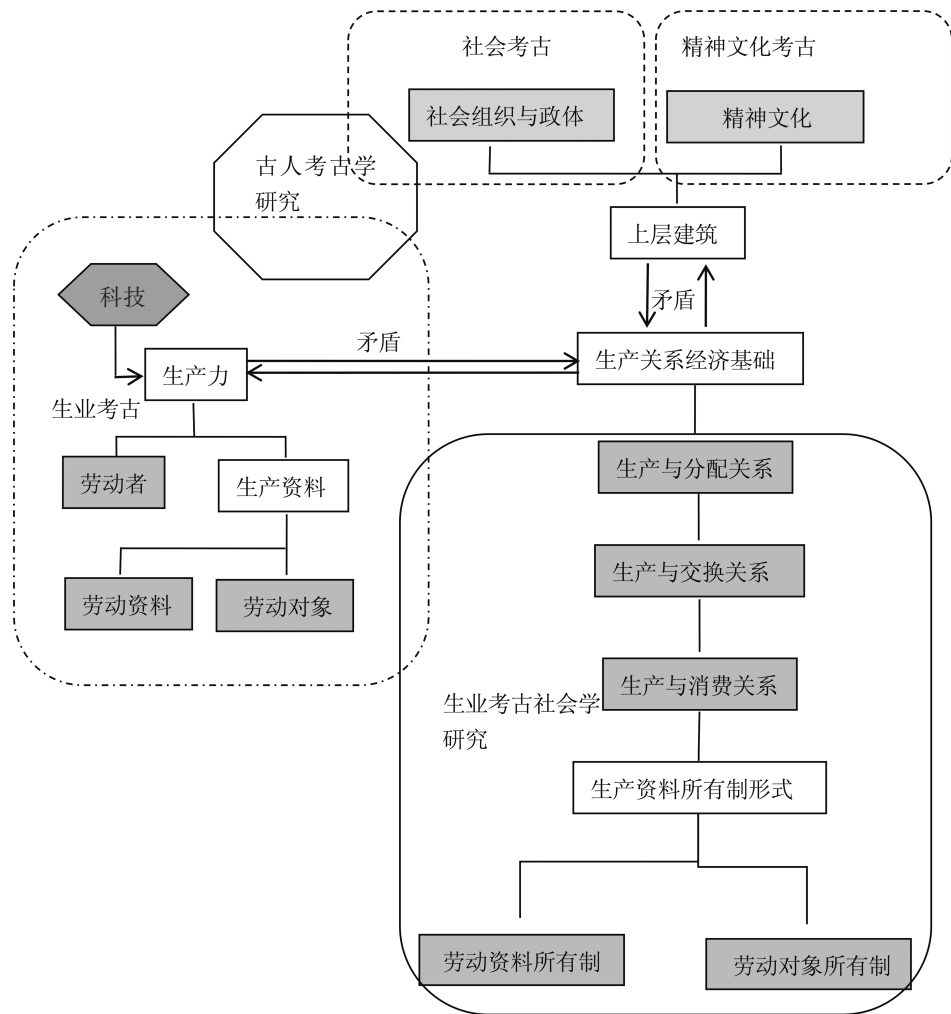 社会考古
精神文化考古
社会组织与政体
精神文化
古人考古学
研究
上层建筑
科技
矛盾
矛盾
生产力
生产关系经济基础
生业考古
劳动者
生产资料
生产与分配关系
劳动资料
劳动对象
生产与交换关系
生产与消费关系
生业考古社会学
研究
生产资料所有制形式
劳动资料所有制
劳动对象所有制